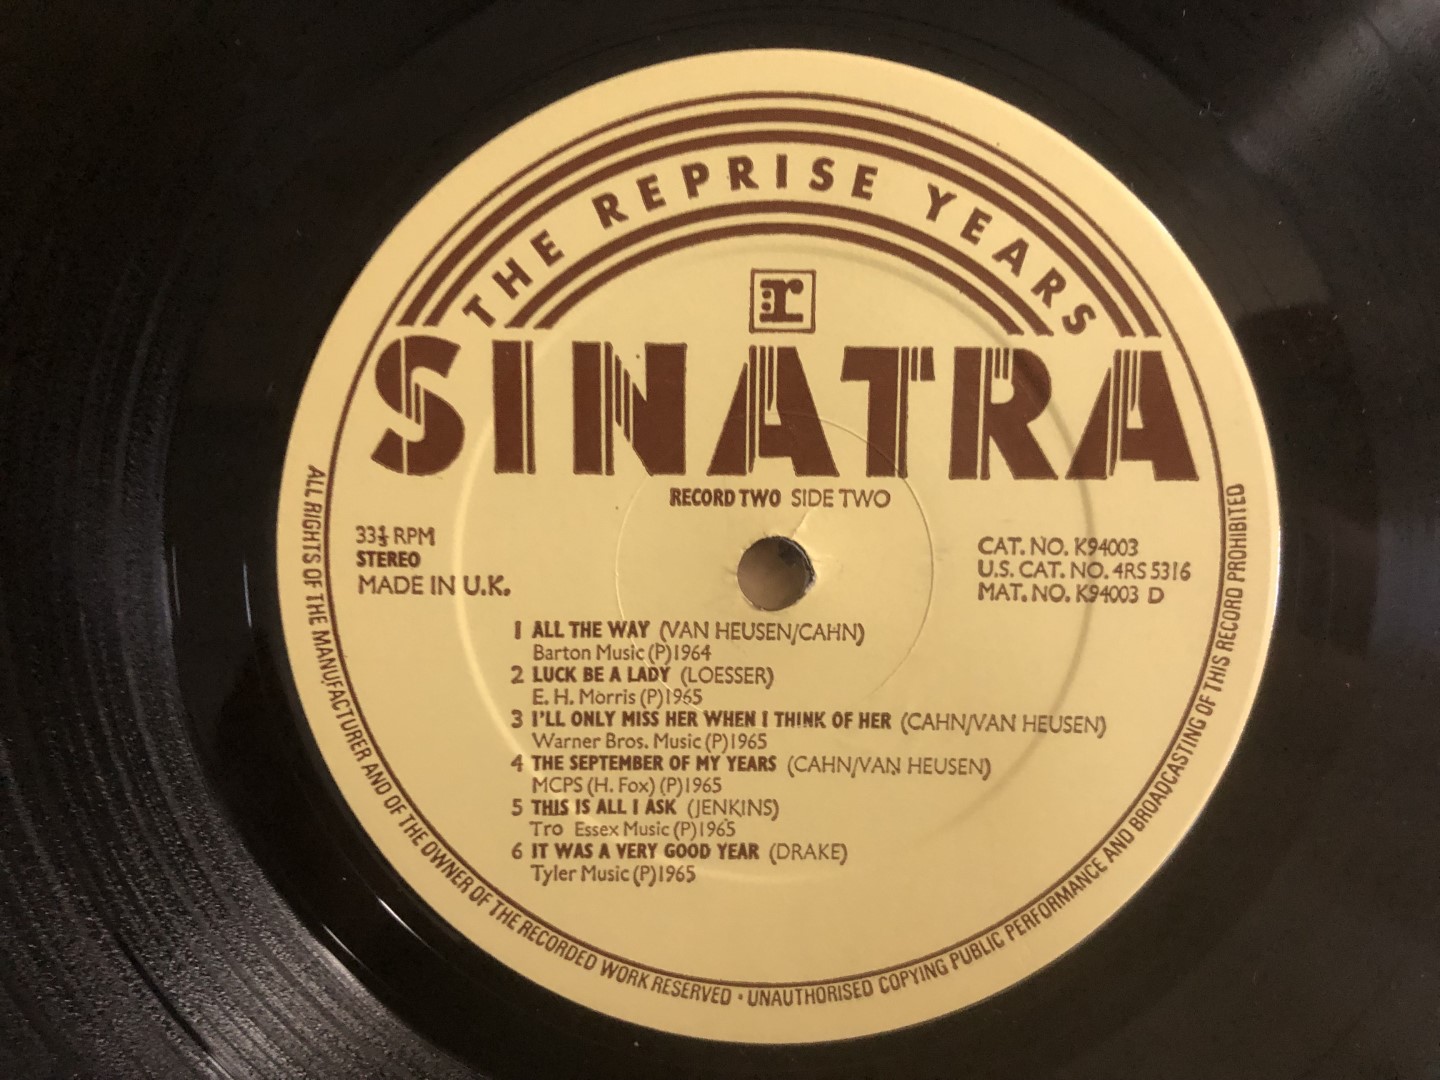 THE REPRISE YEARS
r
SINATRA
RECORD TWO SIDE TWO
33⅓ RPM
STEREO
MADE IN U.K.
CAT. NO. K94003
U.S. CAT. NO. 4RS 5316
MAT. NO. K94003 D
1 ALL THE WAY (VAN HEUSEN/CAHN)
Barton Music (P)1964
2 LUCK BE A LADY (LOESSER)
E. H. Morris (P)1965
3 I'LL ONLY MISS HER WHEN I THINK OF HER (CAHN/VAN HEUSEN)
Warner Bros. Music (P)1965
4 THE SEPTEMBER OF MY YEARS (CAHN/VAN HEUSEN)
MCPS (H. Fox) (P)1965
5 THIS IS ALL I ASK (JENKINS)
Tro Essex Music (P)1965
6 IT WAS A VERY GOOD YEAR (DRAKE)
Tyler Music (P)1965
ALL RIGHTS OF THE MANUFACTURER AND OF THE OWNER OF THE RECORDED WORK RESERVED · UNAUTHORISED COPYING PUBLIC PERFORMANCE AND BROADCASTING OF THIS RECORD PROHIBITED